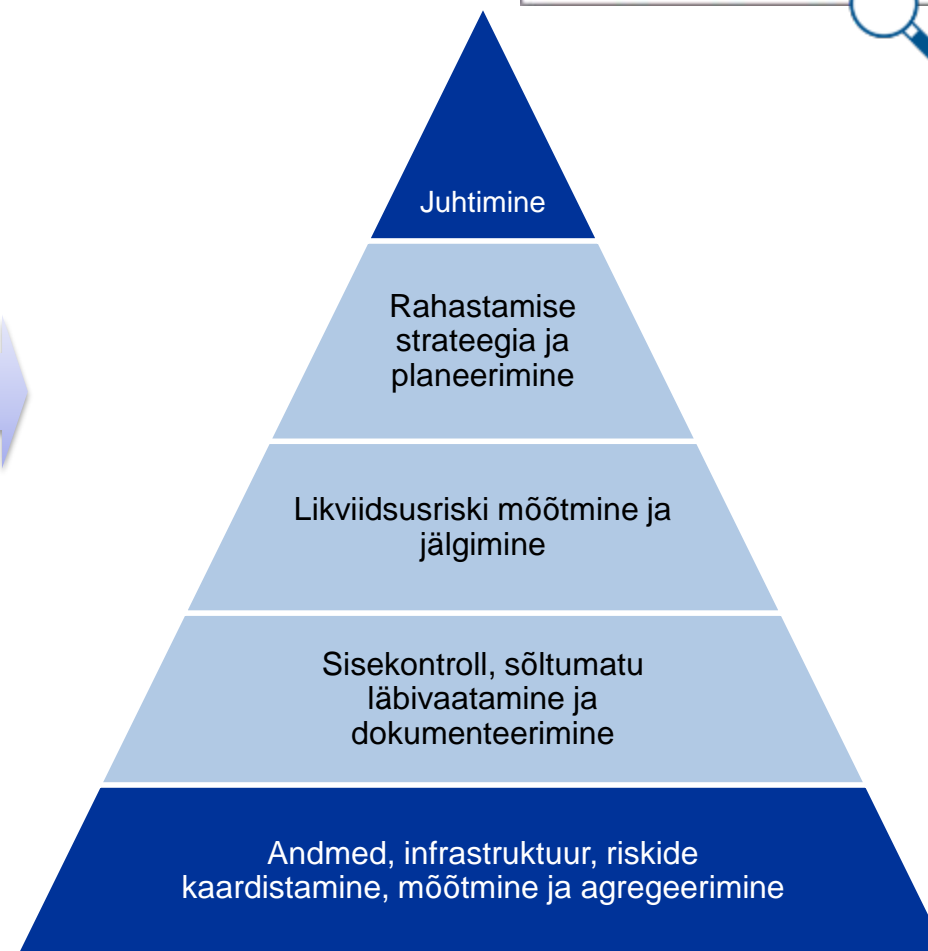 Juhtimine
Rahastamise
strateegia ja
planeerimine
Likviidsusriski mõõtmine ja
jälgimine
Sisekontroll, sõltumatu
läbivaatamine ja
dokumenteerimine
Andmed, infrastruktuur, riskide
kaardistamine, mõõtmine ja agregeerimine